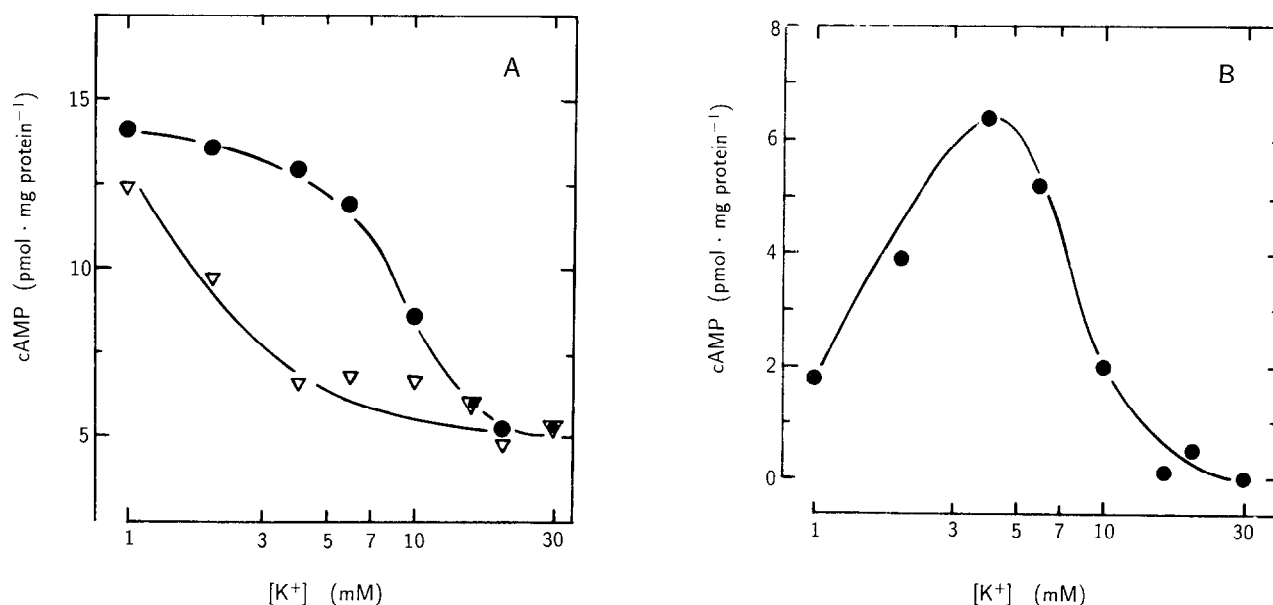 A
15
10
5
cAMP (pmol · mg protein⁻¹)
1 3 5 7 10 30
[K⁺] (mM)
B
8
6
4
2
0
cAMP (pmol · mg protein⁻¹)
1 3 5 7 10 30
[K⁺] (mM)